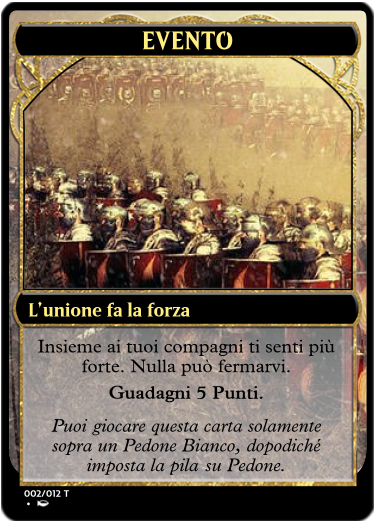 EVENTO
L'unione fa la forza
Insieme ai tuoi compagni ti senti più
forte. Nulla può fermarvi.
Guadagni 5 Punti.
Puoi giocare questa carta solamente
sopra un Pedone Bianco, dopodiché
imposta la pila su Pedone.
002/012 T